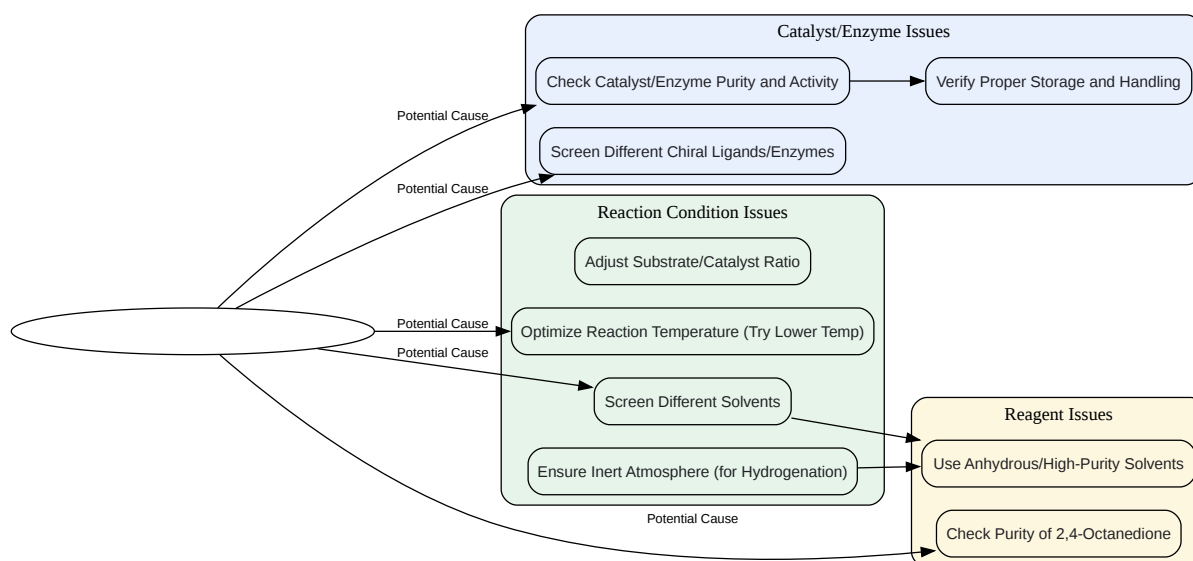 Catalyst/Enzyme Issues
Check Catalyst/Enzyme Purity and Activity
Verify Proper Storage and Handling
Potential Cause
Screen Different Chiral Ligands/Enzymes
Potential Cause
Reaction Condition Issues
Adjust Substrate/Catalyst Ratio
Potential Cause
Optimize Reaction Temperature (Try Lower Temp)
Potential Cause
Screen Different Solvents
Reagent Issues
Ensure Inert Atmosphere (for Hydrogenation)
Use Anhydrous/High-Purity Solvents
Potential Cause
Check Purity of 2,4-Octanedione